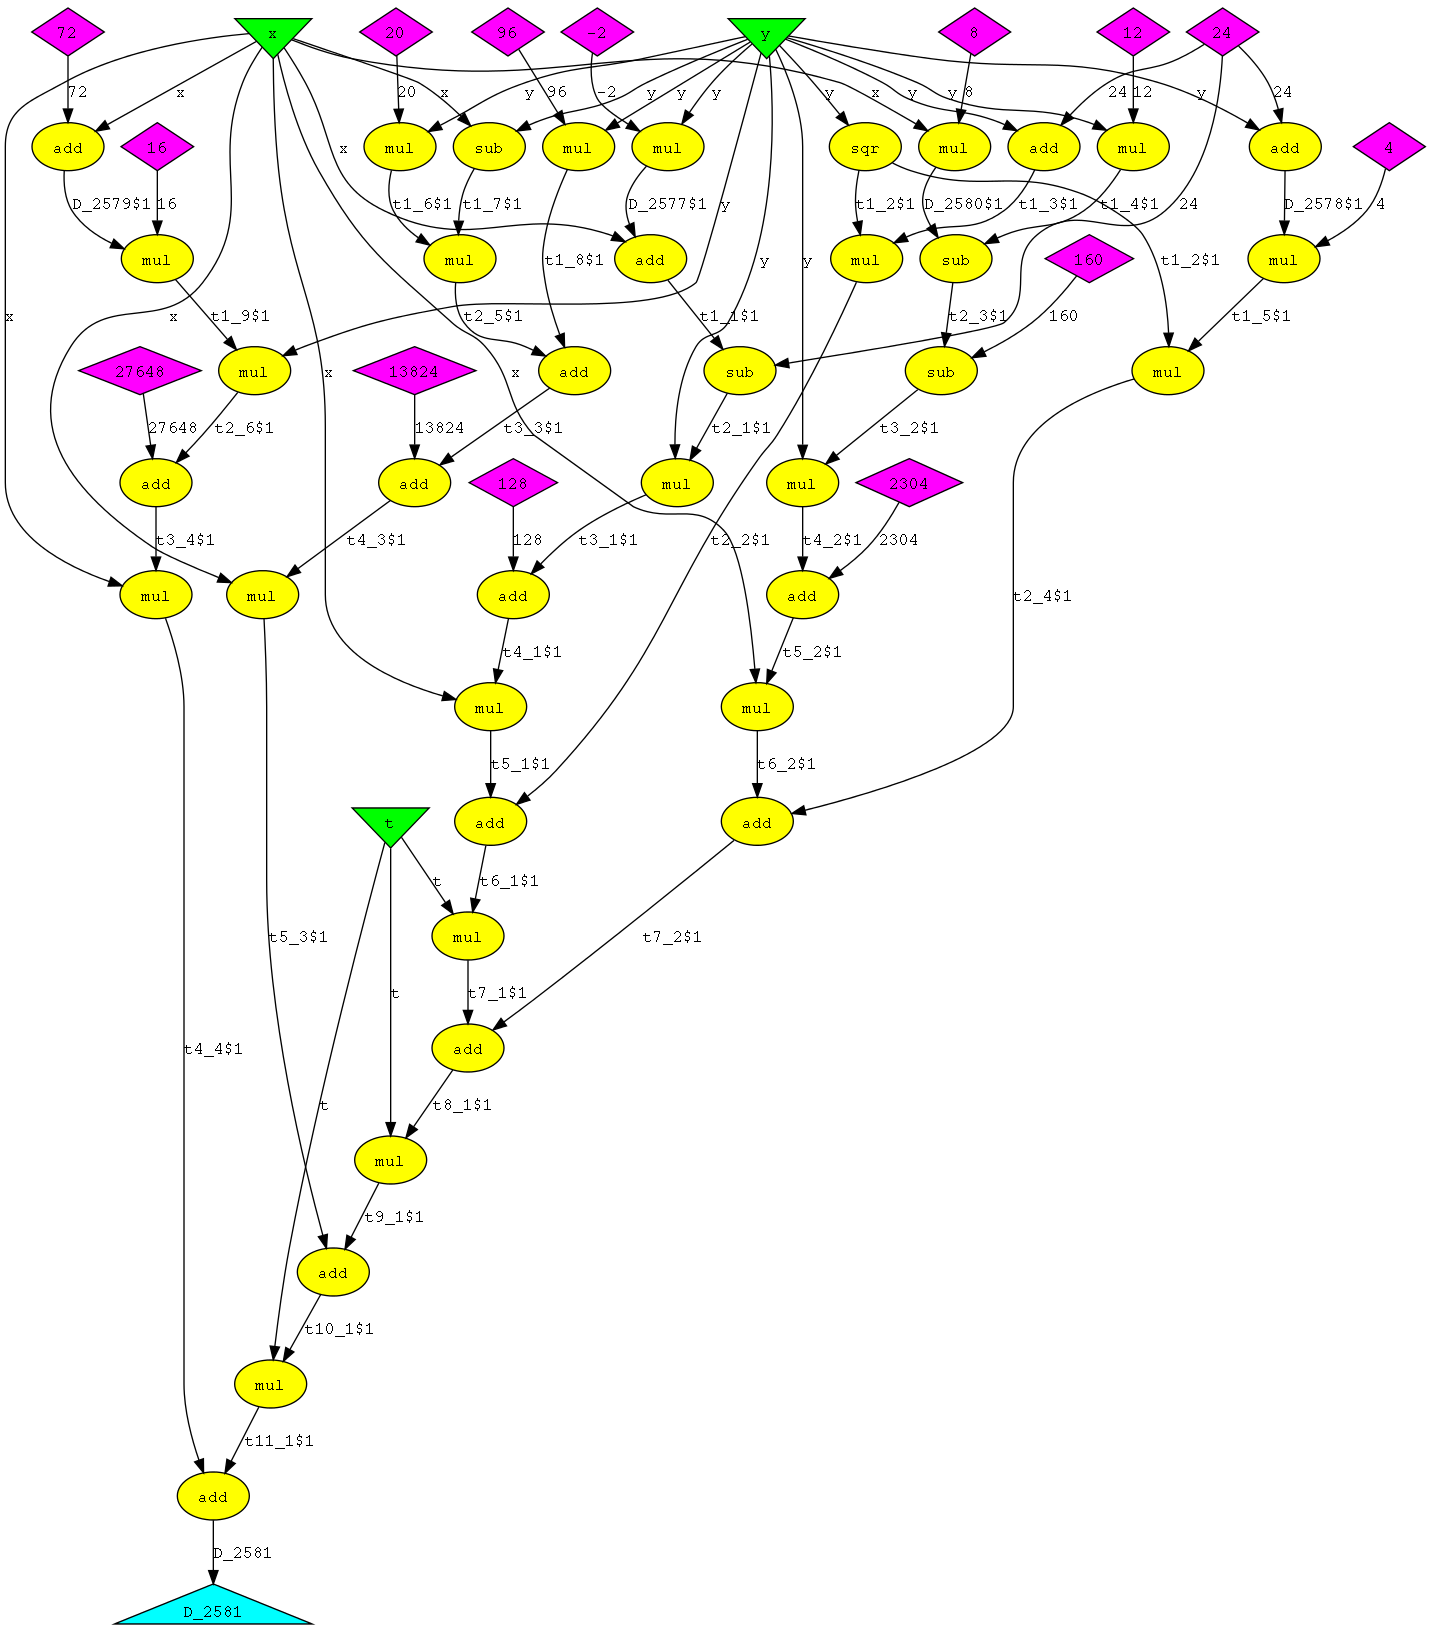 72 x 20 96 -2 y 8 12 24
72 x 20 y x y 96 y -2 y y x 8 y 24 y 12 y 24
add 16 mul sub mul mul sqr mul add mul add 4
x
D_2579$1 16 t1_6$1 t1_7$1 D_2577$1 t1_2$1 D_2580$1 t1_3$1 t1_4$1 24 D_2578$1 4
y
mul mul add mul sub 160 mul
t1_8$1 y y t1_2$1
x x t1_9$1 t2_5$1 t1_1$1 t2_3$1 160 t1_5$1
27648 mul 13824 add sub sub mul
x x
27648 t2_6$1 13824 t3_3$1 t2_1$1 t3_2$1
add add 128 mul mul 2304
t3_4$1 t4_3$1 128 t3_1$1 t2_2$1 t4_2$1 2304
mul mul add add t2_4$1
t4_1$1 t5_2$1
mul mul
t5_1$1 t6_2$1
t add add
t t6_1$1
t5_3$1 mul t7_2$1
t t7_1$1
t4_4$1 add
t t8_1$1
mul
t9_1$1
add
t10_1$1
mul
t11_1$1
add
D_2581
D_2581